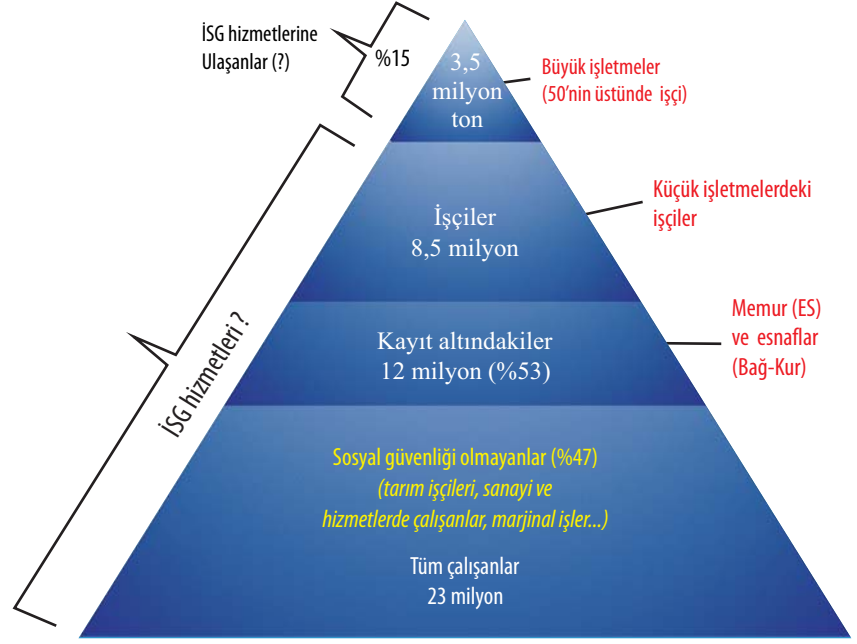 İSG hizmetlerine
Ulaşanlar (?)
%15
3,5
milyon
ton
Büyük işletmeler
(50'nin üstünde işçi)
İşçiler
8,5 milyon
Küçük işletmelerdeki
işçiler
İSG hizmetleri ?
Kayıt altındakiler
12 milyon (%53)
Memur (ES)
ve esnaflar
(Bağ-Kur)
Sosyal güvenliği olmayanlar (%47)
(tarım işçileri, sanayi ve
hizmetlerde çalışanlar, marjinal işler...)
Tüm çalışanlar
23 milyon